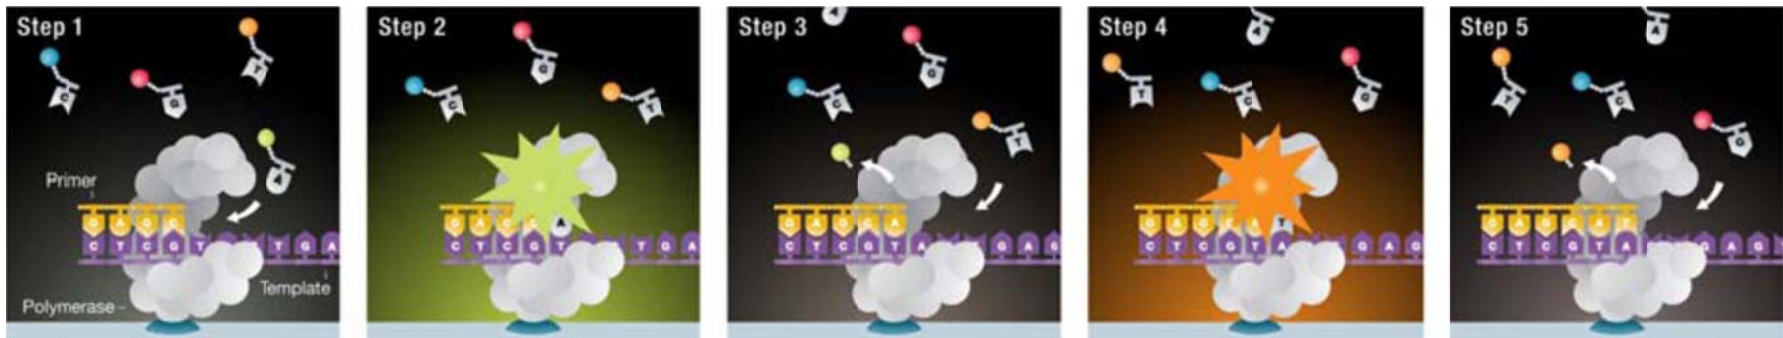 Step 1
T
C
G
A
Primer
G A G C
C T C G T T G A
Template
Polymerase
Step 2
G
C
T
G A G A
C T C G T T G A
Step 3
A
G
C
T
G A G C A
C T C G T A G A G
Step 4
A
T
C
G
G A G T
C T C G T A G A G
Step 5
A
T
C
G
G A G C A T
C T C G T A G A G